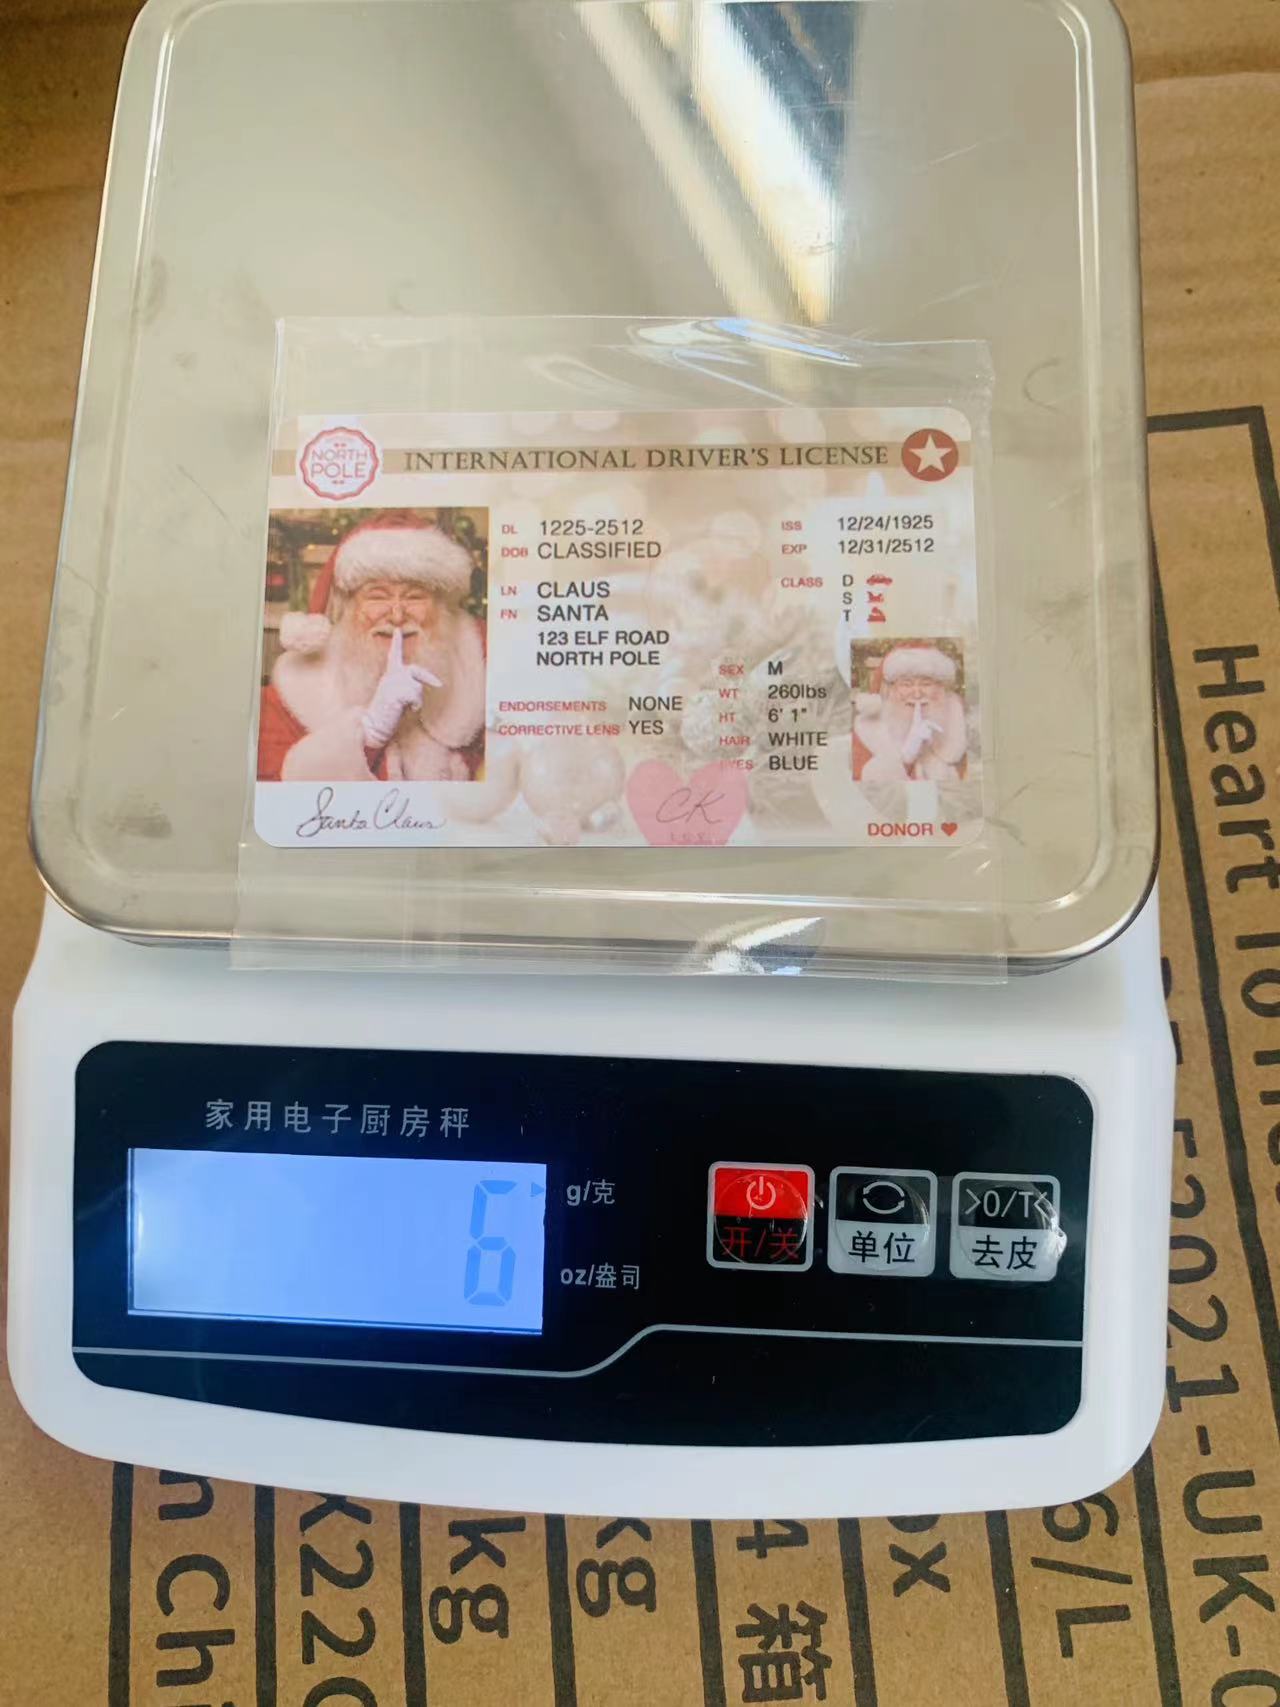 NORTH
POLE
INTERNATIONAL DRIVER'S LICENSE
DL 1225-2512
DOB CLASSIFIED
ISS 12/24/1925
EXP 12/31/2512
LN CLAUS
FN SANTA
123 ELF ROAD
NORTH POLE
CLASS D
S
T
ENDORSEMENTS NONE
CORRECTIVE LENS YES
SEX M
WT 260lbs
HT 6' 1"
HAIR WHITE
EYES BLUE
Santa Claus
CK
DONOR
家用电子厨房秤
6
g/克
oz/盎司
开/关
单位
>0/T<
去皮
Heart